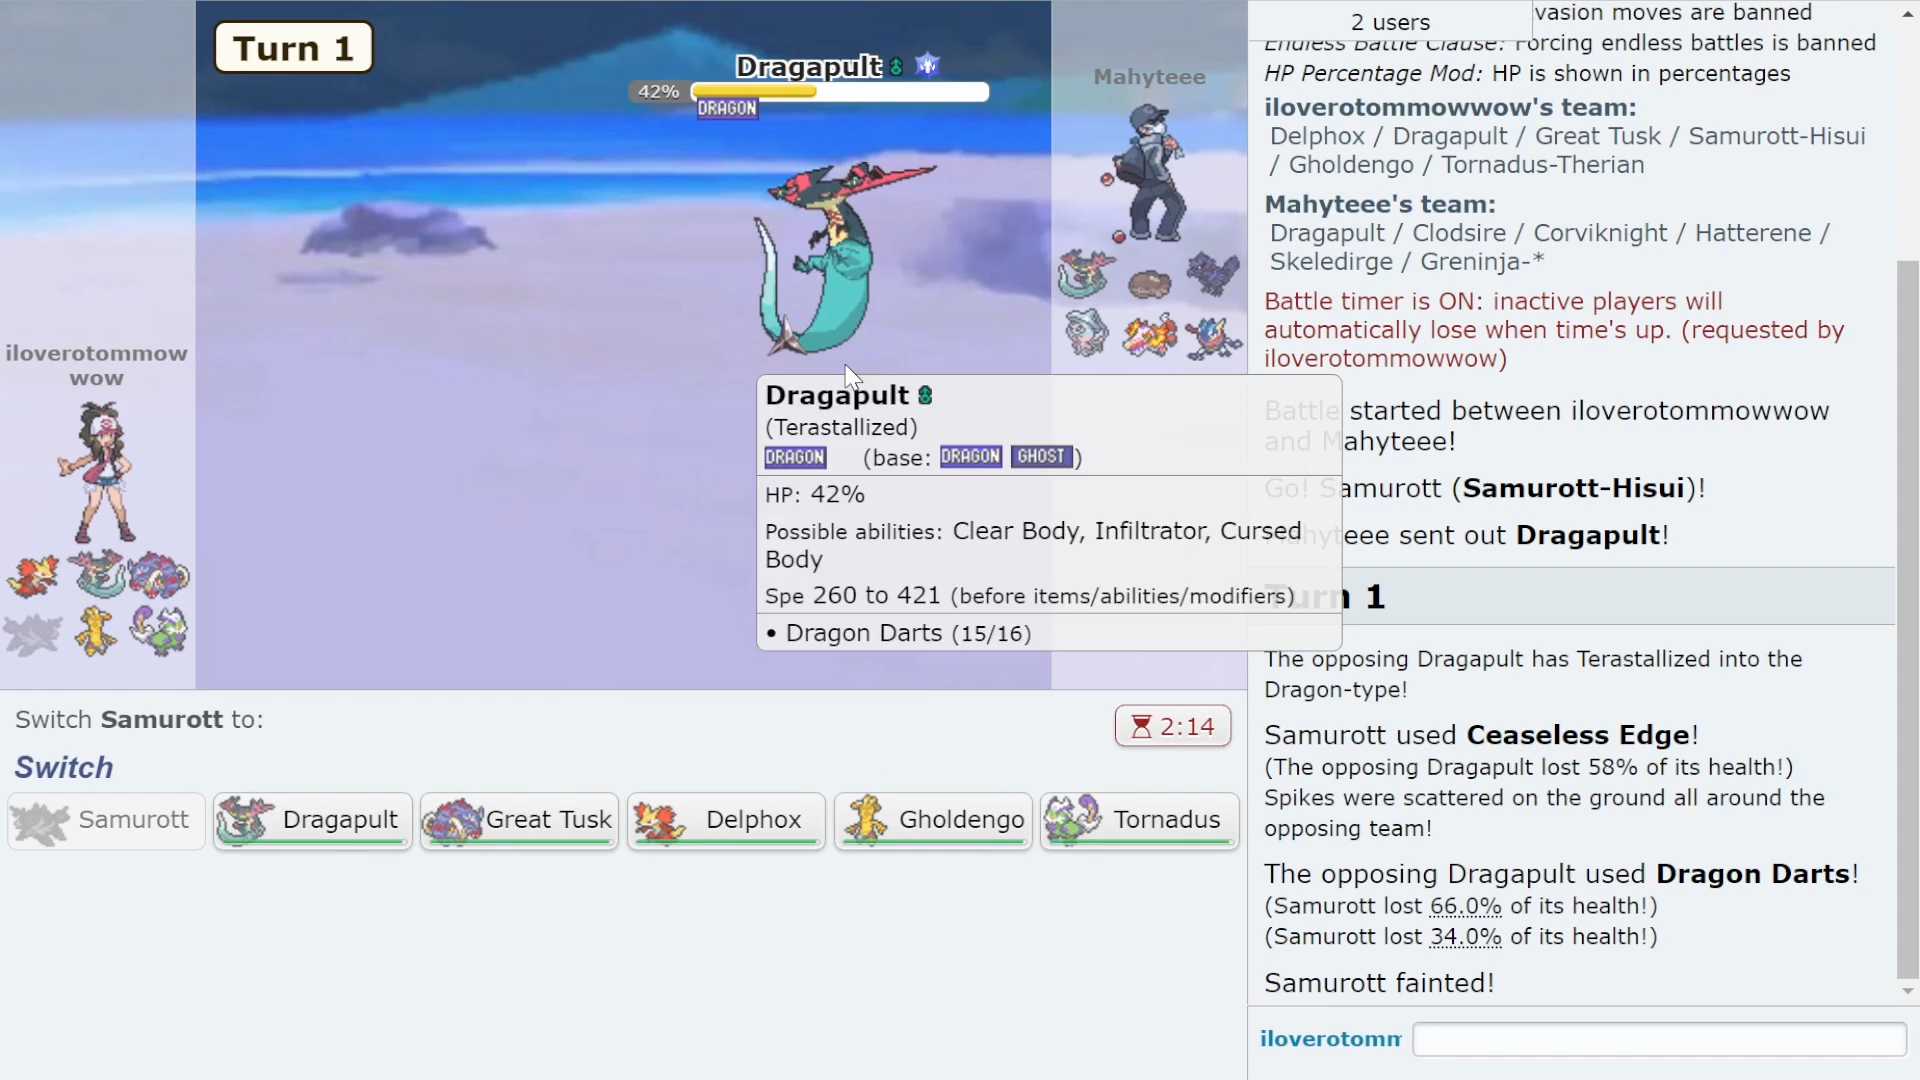 Turn 1
Dragapult
42%
DRAGON
Mahyteee
iloverotommow
wow
Dragapult
(Terastallized)
DRAGON (base: DRAGON GHOST)
HP: 42%
Possible abilities: Clear Body, Infiltrator, Cursed
Body
Spe 260 to 421 (before items/abilities/modifiers)
• Dragon Darts (15/16)
Switch Samurott to:
2:14
Switch
Samurott
Dragapult
Great Tusk
Delphox
Gholdengo
Tornadus
2 users
vasion moves are banned
Endless Battle Clause: Forcing endless battles is banned
HP Percentage Mod: HP is shown in percentages
iloverotommowwow's team:
Delphox / Dragapult / Great Tusk / Samurott-Hisui
/ Gholdengo / Tornadus-Therian
Mahyteee's team:
Dragapult / Clodsire / Corviknight / Hatterene /
Skeledirge / Greninja-*
Battle timer is ON: inactive players will
automatically lose when time's up. (requested by
iloverotommowwow)
Battle started between iloverotommowwow
and Mahyteee!
Go! Samurott (Samurott-Hisui)!
Mahyteee sent out Dragapult!
Turn 1
The opposing Dragapult has Terastallized into the
Dragon-type!
Samurott used Ceaseless Edge!
(The opposing Dragapult lost 58% of its health!)
Spikes were scattered on the ground all around the
opposing team!
The opposing Dragapult used Dragon Darts!
(Samurott lost 66.0% of its health!)
(Samurott lost 34.0% of its health!)
Samurott fainted!
iloverotomm